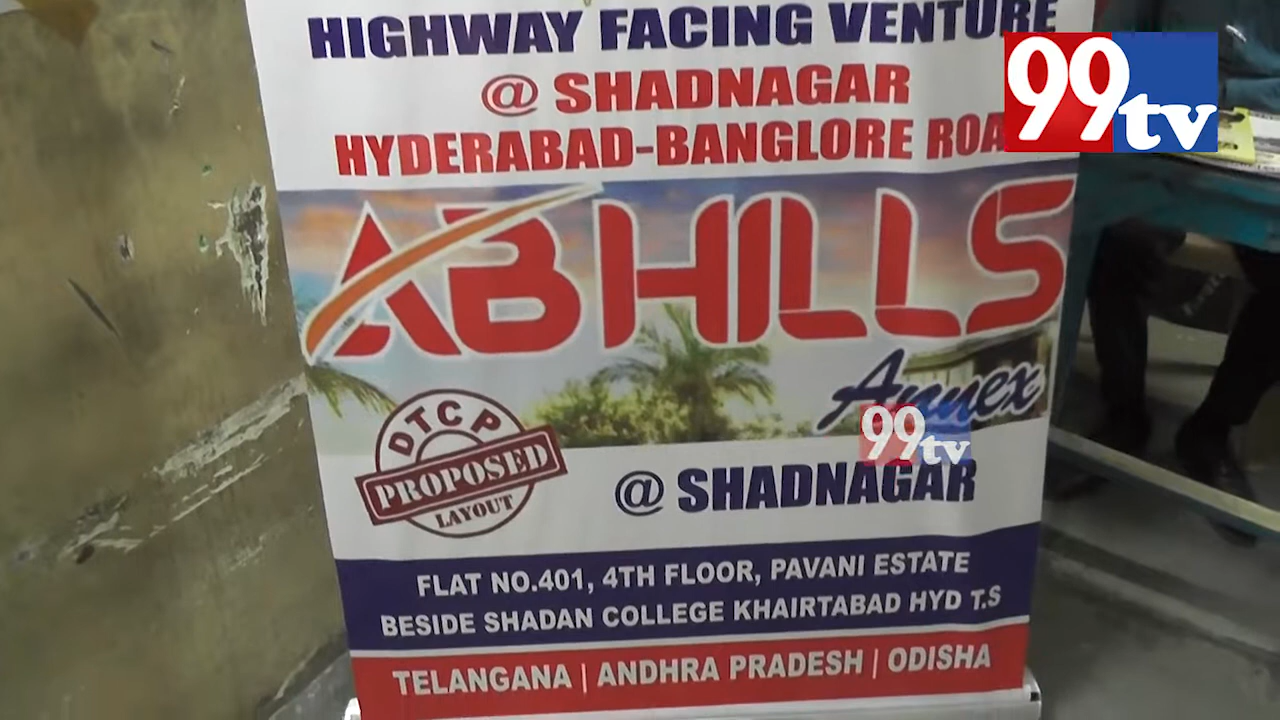 HIGHWAY FACING VENTURE
@ SHADNAGAR
HYDERABAD-BANGLORE ROA
99tv
AB HILLS
Annex
99tv
DTCP
PROPOSED
LAYOUT
@ SHADNAGAR
FLAT NO.401, 4TH FLOOR, PAVANI ESTATE
BESIDE SHADAN COLLEGE KHAIRTABAD HYD T.S
TELANGANA | ANDHRA PRADESH | ODISHA